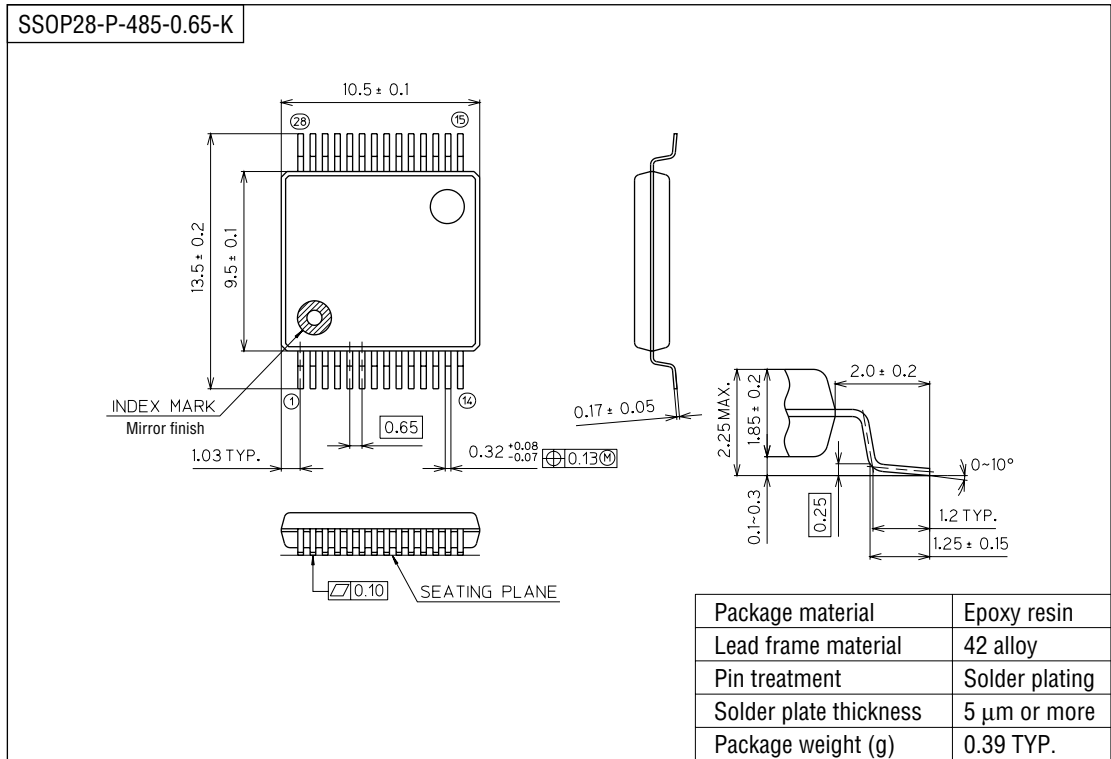 SSOP28-P-485-0.65-K
10.5 ± 0.1
28
15
13.5 ± 0.2
9.5 ± 0.1
1
14
INDEX MARK
Mirror finish
1.03 TYP.
0.65
0.32 +0.08 -0.07
⌖ 0.13 Ⓜ
0.17 ± 0.05
2.0 ± 0.2
2.25 MAX.
1.85 ± 0.2
0.1~0.3
0.25
0~10°
1.2 TYP.
1.25 ± 0.15
⏥ 0.10
SEATING PLANE
Package material Epoxy resin
Lead frame material 42 alloy
Pin treatment Solder plating
Solder plate thickness 5 μm or more
Package weight (g) 0.39 TYP.